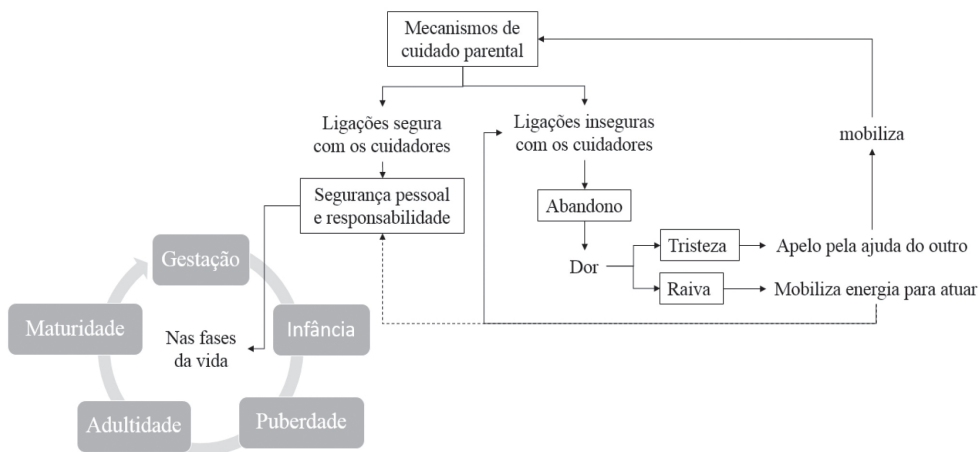 Mecanismos de
cuidado parental
Ligações segura
com os cuidadores
Ligações inseguras
com os cuidadores
mobiliza
Segurança pessoal
e responsabilidade
Abandono
Dor
Tristeza
Apelo pela ajuda do outro
Raiva
Mobiliza energia para atuar
Gestação
Infância
Puberdade
Adultidade
Maturidade
Nas fases
da vida